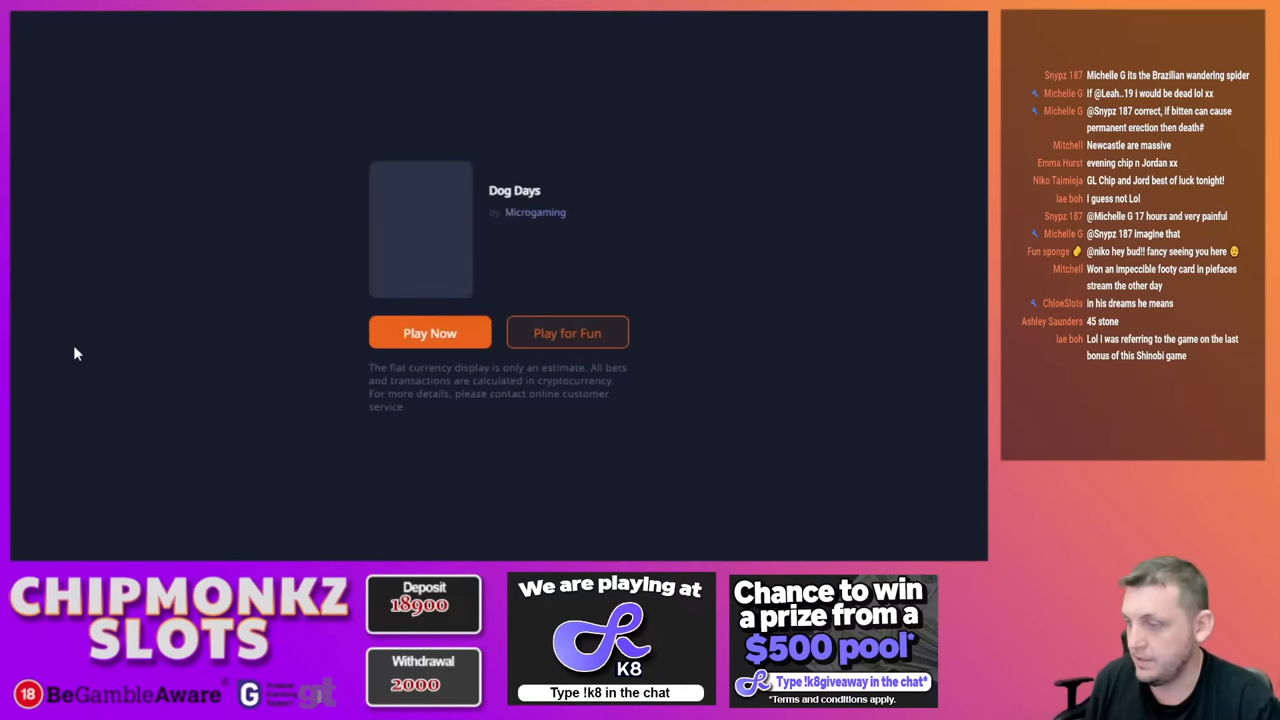 Dog Days
by Microgaming
Play Now
Play for Fun
The fiat currency display is only an estimate. All bets
and transactions are calculated in cryptocurrency.
For more details, please contact online customer
service
Snypz 187 Michelle G Its the Brazilian wandering spider
Michelle G If @Leah..19 i would be dead lol xx
Michelle G @Snypz 187 correct, if bitten can cause
permanent erection then death#
Mitchell Newcastle are massive
Emma Hurst evening chip n Jordan xx
Niko Taimioja GL Chip and Jord best of luck tonight!
lae boh I guess not Lol
Snypz 187 @Michelle G 17 hours and very painful
Michelle G @Snypz 187 imagine that
Fun sponge @niko hey bud!! fancy seeing you here
Mitchell Won an impeccible footy card in piefaces
stream the other day
ChloeSlots in his dreams he means
Ashley Saunders 45 stone
lae boh Lol I was referring to the game on the last
bonus of this Shinobi game
CHIPMONKZ
SLOTS
18 BeGambleAware®
Deposit
18900
Withdrawal
2000
We are playing at
K8
Type !k8 in the chat
Chance to win
a prize from a
$500 pool*
Type !k8giveaway in the chat*
*Terms and conditions apply.